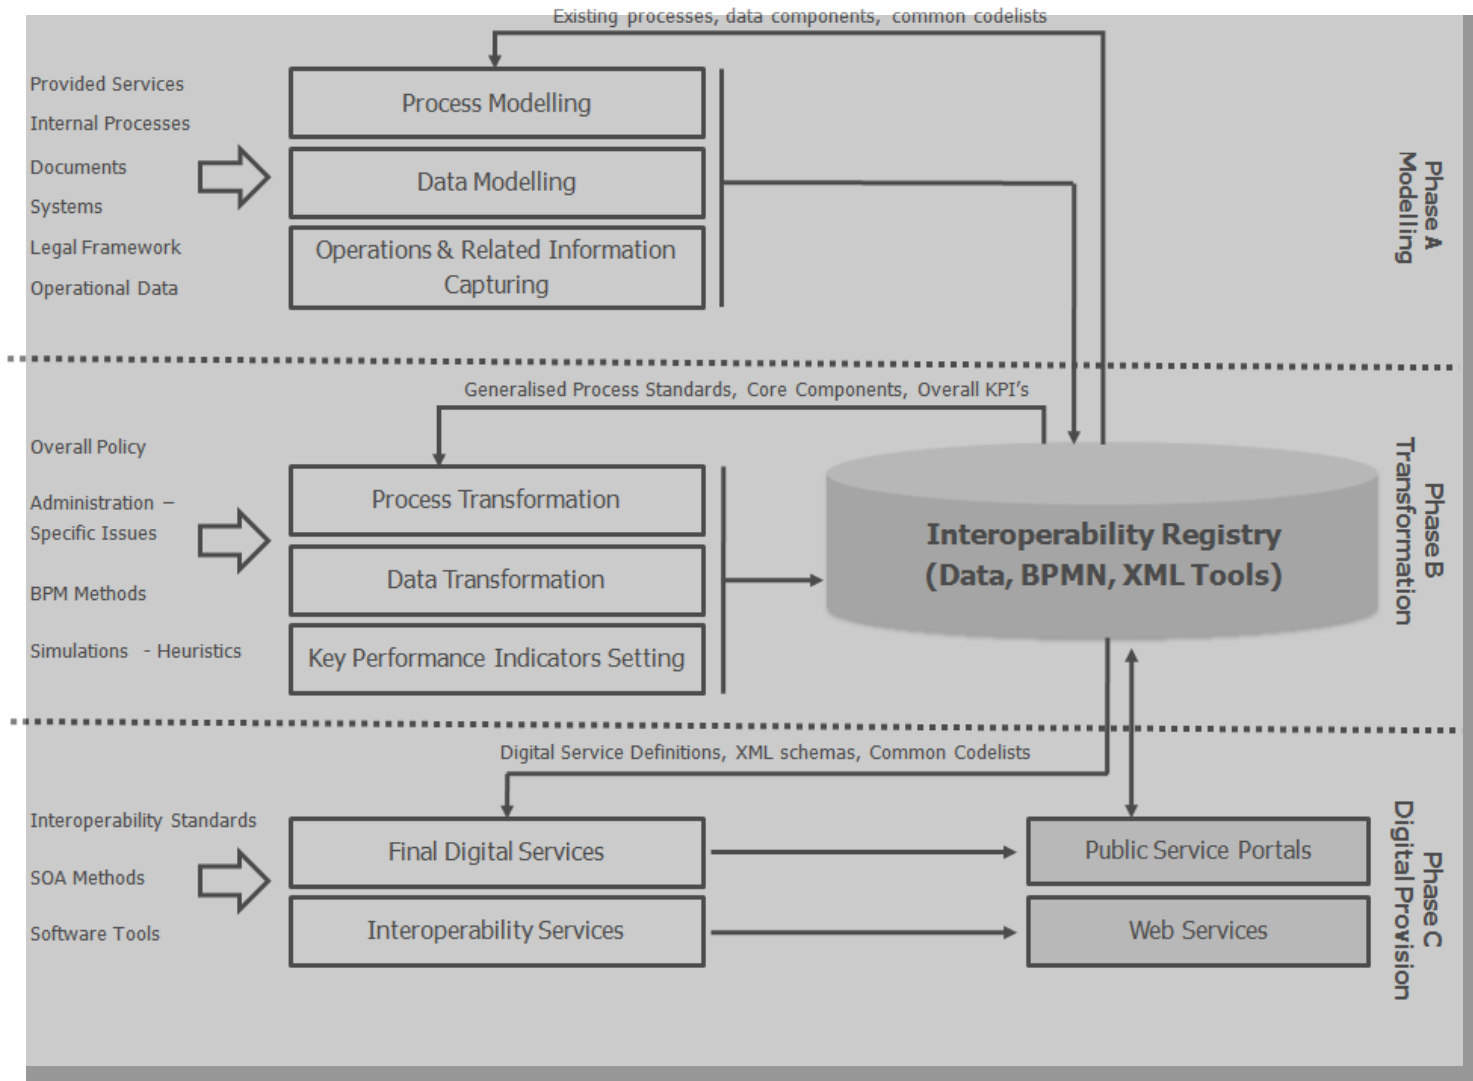 Existing processes, data components, common codelists
Provided Services
Internal Processes
Documents
Systems
Legal Framework
Operational Data
Process Modelling
Data Modelling
Operations & Related Information
Capturing
Phase A
Modelling
Generalised Process Standards, Core Components, Overall KPI's
Overall Policy
Administration –
Specific Issues
BPM Methods
Simulations - Heuristics
Process Transformation
Data Transformation
Key Performance Indicators Setting
Interoperability Registry
(Data, BPMN, XML Tools)
Phase B
Transformation
Digital Service Definitions, XML schemas, Common Codelists
Interoperability Standards
SOA Methods
Software Tools
Final Digital Services
Interoperability Services
Public Service Portals
Web Services
Phase C
Digital Provision